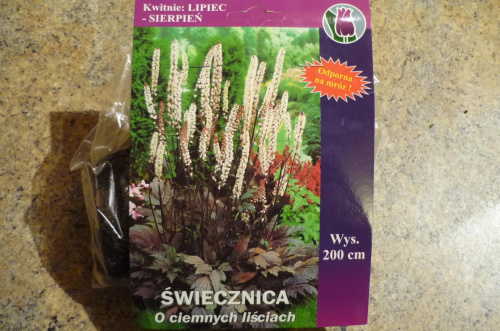 Kwitnie: LIPIEC
- SIERPIEŃ
Odporna
na mróz !
Wys.
200 cm
ŚWIECZNICA
O ciemnych liściach